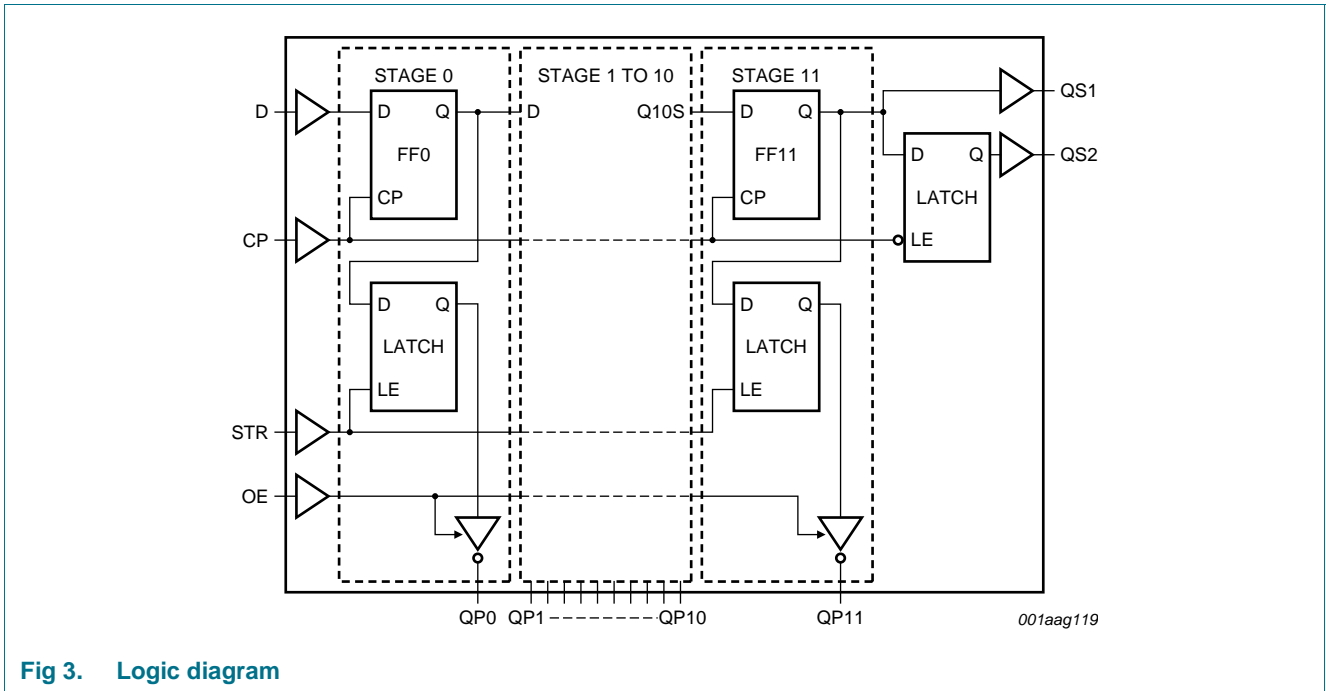 STAGE 0 STAGE 1 TO 10 STAGE 11
D D Q D Q10S D Q QS1
FF0 FF11 D Q QS2
CP CP LATCH
CP LE
D Q D Q
LATCH LATCH
LE LE
STR
OE
QP0 QP1 QP10 QP11 001aag119
Fig 3. Logic diagram